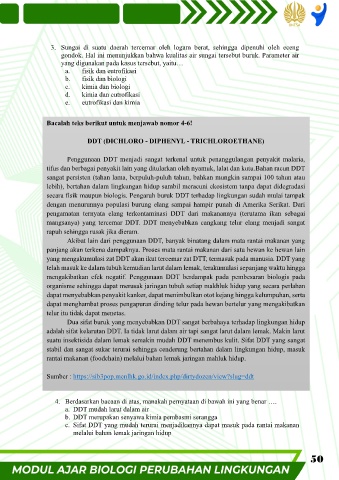 3. Sungai di suatu daerah tercemar oleh logam berat, sehingga dipenuhi oleh eceng
gondok. Hal ini menunjukkan bahwa kualitas air sungai tersebut buruk. Parameter air
yang digunakan pada kasus tersebut, yaitu…
a. fisik dan eutrofikasi
b. fisik dan biologi
c. kimia dan biologi
d. kimia dan eutrofikasi
e. eutrofikasi dan kimia
Bacalah teks berikut untuk menjawab nomor 4-6!
DDT (DICHLORO - DIPHENYL - TRICHLOROETHANE)
Penggunaan DDT menjadi sangat terkenal untuk penanggulangan penyakit malaria,
tifus dan berbagai penyakit lain yang ditularkan oleh nyamuk, lalat dan kutu.Bahan racun DDT
sangat persisten (tahan lama, berpuluh-puluh tahun, bahkan mungkin sampai 100 tahun atau
lebih), bertahan dalam lingkungan hidup sambil meracuni ekosistem tanpa dapat didegradasi
secara fisik maupun biologis. Pengaruh buruk DDT terhadap lingkungan sudah mulai tampak
dengan menurunnya populasi burung elang sampai hampir punah di Amerika Serikat. Dari
pengamatan ternyata elang terkontaminasi DDT dari makanannya (terutama ikan sebagai
mangsanya) yang tercemar DDT. DDT menyebabkan cangkang telur elang menjadi sangat
rapuh sehingga rusak jika dieram.
Akibat lain dari penggunaan DDT, banyak binatang dalam mata rantai makanan yang
panjang akan terkena dampaknya. Proses mata rantai makanan dari satu hewan ke hewan lain
yang mengakumulasi zat DDT akan ikut tercemar zat DTT, termasuk pada manusia. DDT yang
telah masuk ke dalam tubuh kemudian larut dalam lemak, terakumulasi sepanjang waktu hingga
mengakibatkan efek negatif. Penggunaan DDT berdampak pada pembesaran biologis pada
organisme sehingga dapat merusak jaringan tubuh setiap makhluk hidup yang secara perlahan
dapat menyebabkan penyakit kanker, dapat menimbulkan otot kejang hingga kelumpuhan, serta
dapat menghambat proses pengapuran dinding telur pada hewan bertelur yang mengakibatkan
telur itu tidak dapat menetas.
Dua sifat buruk yang menyebabkan DDT sangat berbahaya terhadap lingkungan hidup
adalah sifat kelarutan DDT. Ia tidak larut dalam air tapi sangat larut dalam lemak. Makin larut
suatu insektisida dalam lemak semakin mudah DDT menembus kulit. Sifat DDT yang sangat
stabil dan sangat sukar terurai sehingga cenderung bertahan dalam lingkungan hidup, masuk
rantai makanan (foodchain) melalui bahan lemak jaringan mahluk hidup.
Sumber : https://sib3pop.menlhk.go.id/index.php/dirtydozen/view?slug=ddt
4. Berdasarkan bacaan di atas, manakah pernyataan di bawah ini yang benar ….
a. DDT mudah larut dalam air
b. DDT merupakan senyawa kimia pembasmi serangga
c. Sifat DDT yang mudah terurai menjadikannya dapat masuk pada rantai makanan
melalui bahan lemak jaringan hidup
50
MODUL AJAR BIOLOGI PERUBAHAN LINGKUNGAN